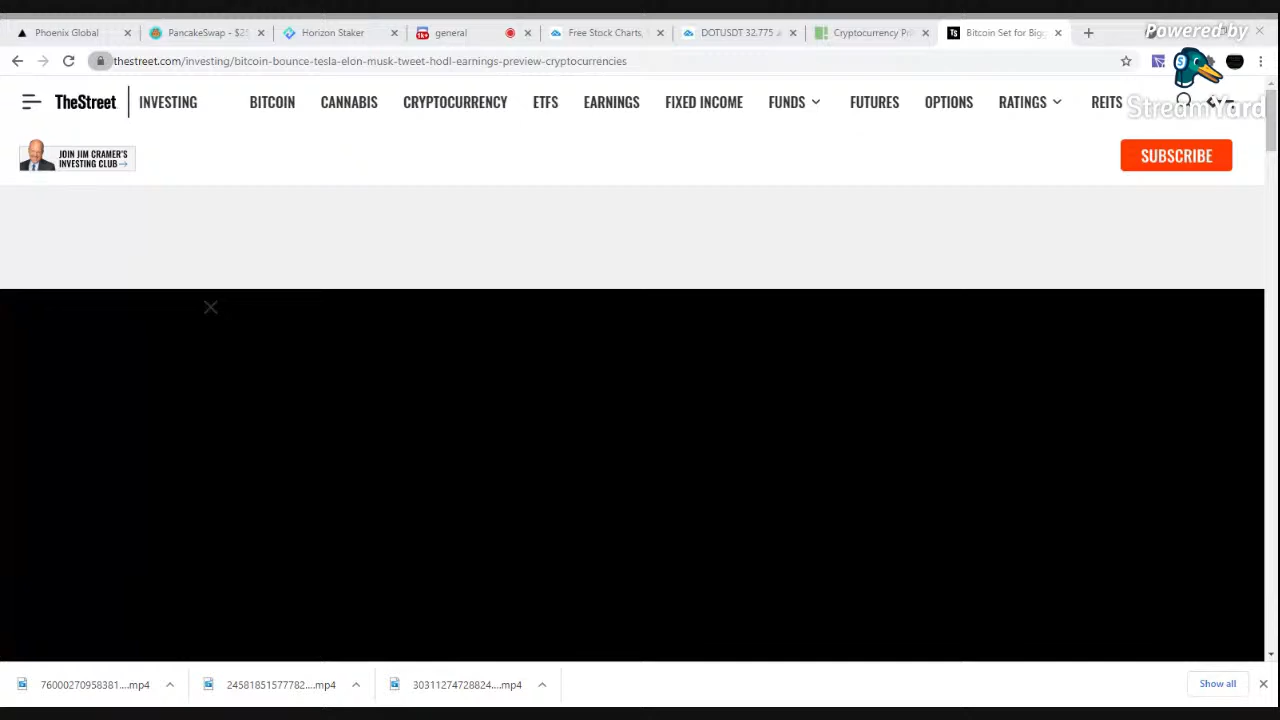 Phoenix Global
PancakeSwap - $2
Horizon Staker
general
Free Stock Charts,
DOTUSDT 32.775
Cryptocurrency Pri
Bitcoin Set for Big
Powered by
thestreet.com/investing/bitcoin-bounce-tesla-elon-musk-tweet-hodl-earnings-preview-cryptocurrencies
TheStreet INVESTING BITCOIN CANNABIS CRYPTOCURRENCY ETFS EARNINGS FIXED INCOME FUNDS FUTURES OPTIONS RATINGS REITS
StreamYard
JOIN JIM CRAMER'S
INVESTING CLUB→
SUBSCRIBE
76000270958381....mp4
24581851577782....mp4
30311274728824....mp4
Show all